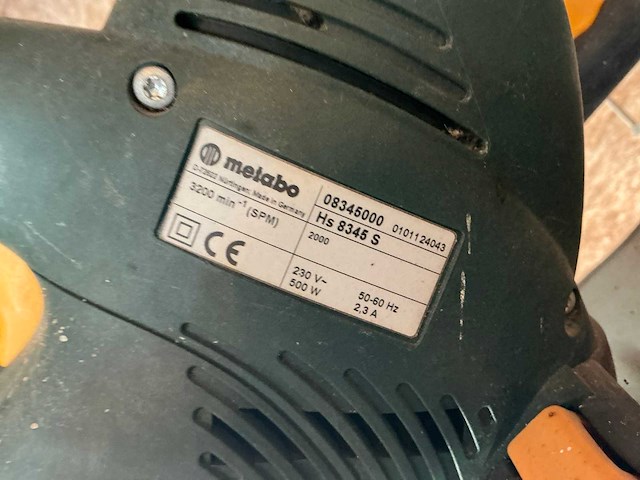 metabo
D-72622 Nürtingen, Made in Germany
3200 min⁻¹ (SPM)
CE
08345000 0101124043
Hs 8345 S
2000
230 V~ 50-60 Hz
500 W 2,3 A